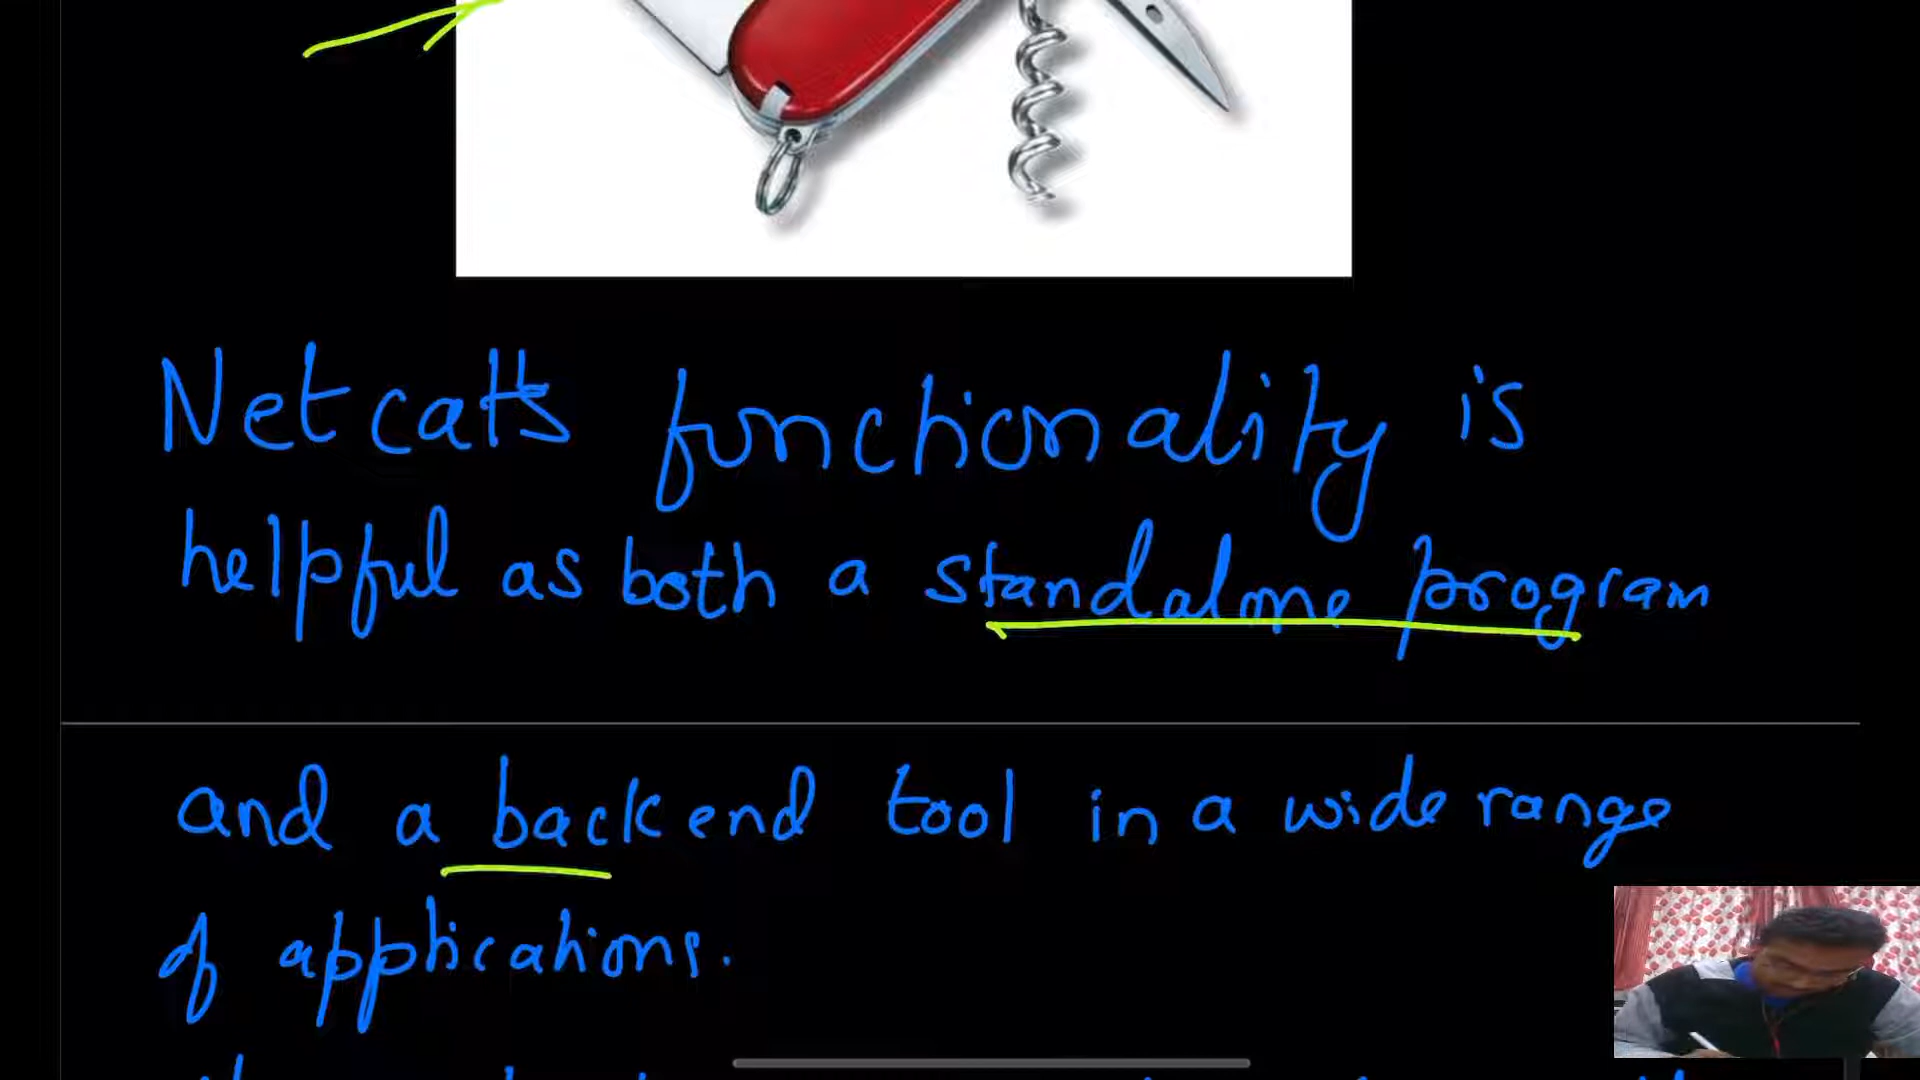 Netcat's functionality is
helpful as both a standalone program
and a backend tool in a wide range
of applications.